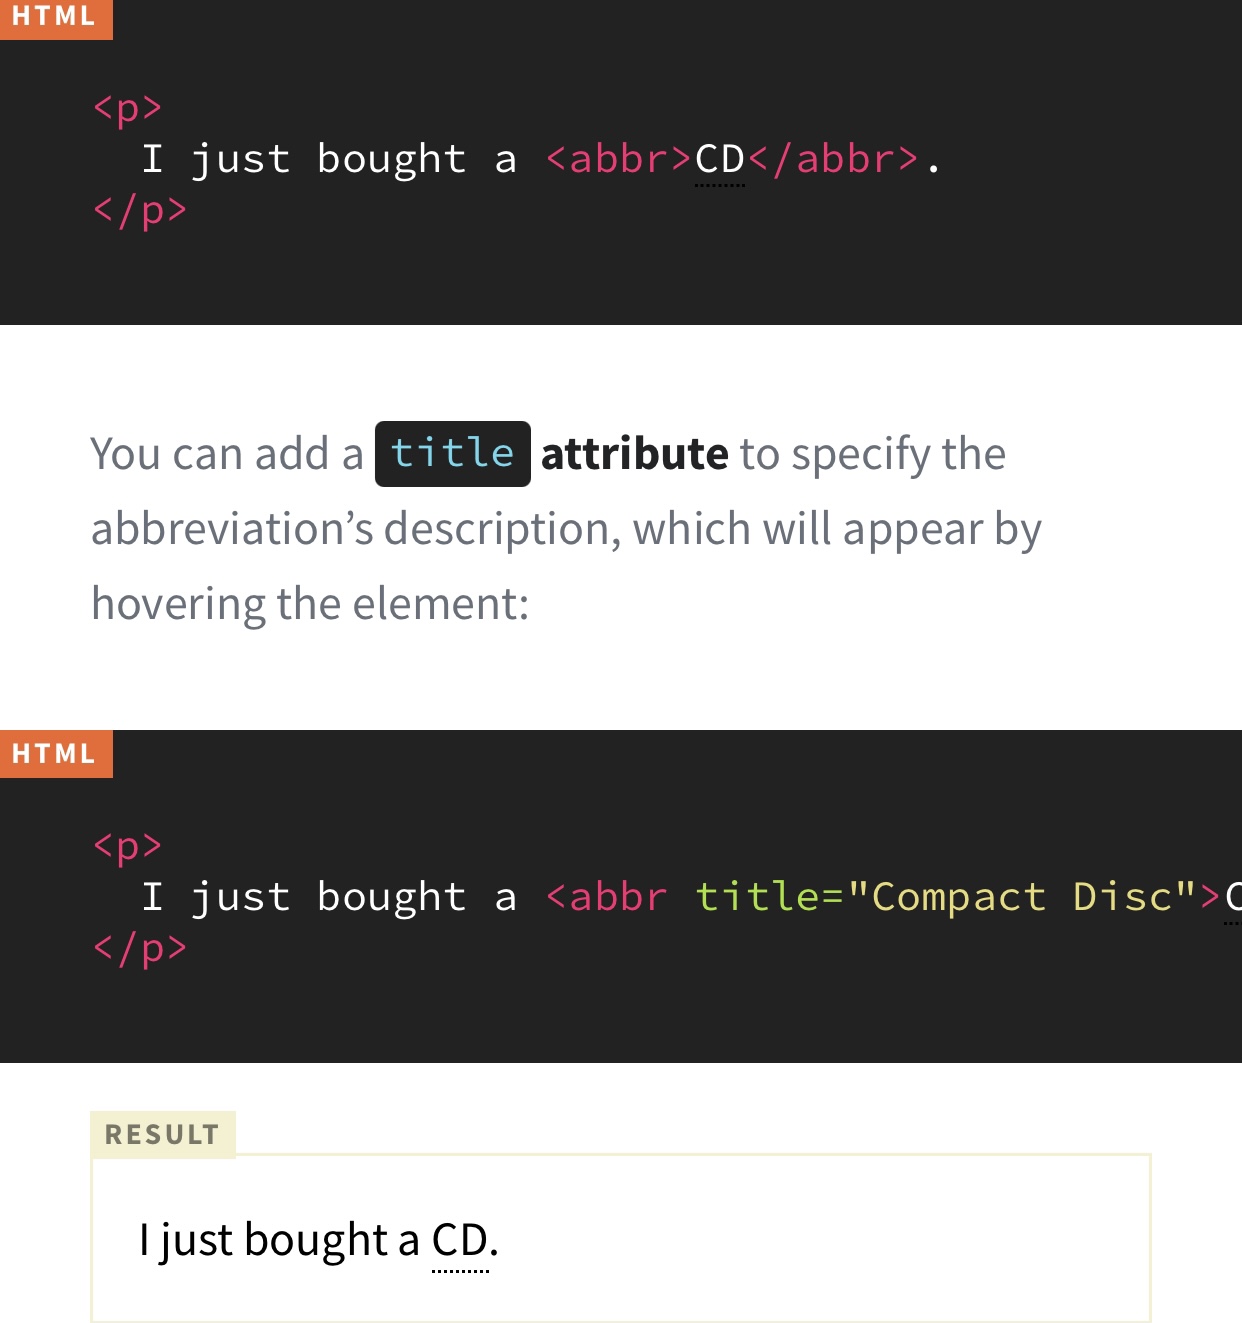 HTML
<p>
I just bought a <abbr>CD</abbr>.
</p>
You can add a title attribute to specify the
abbreviation’s description, which will appear by
hovering the element:
HTML
<p>
I just bought a <abbr title="Compact Disc">
</p>
RESULT
I just bought a CD.